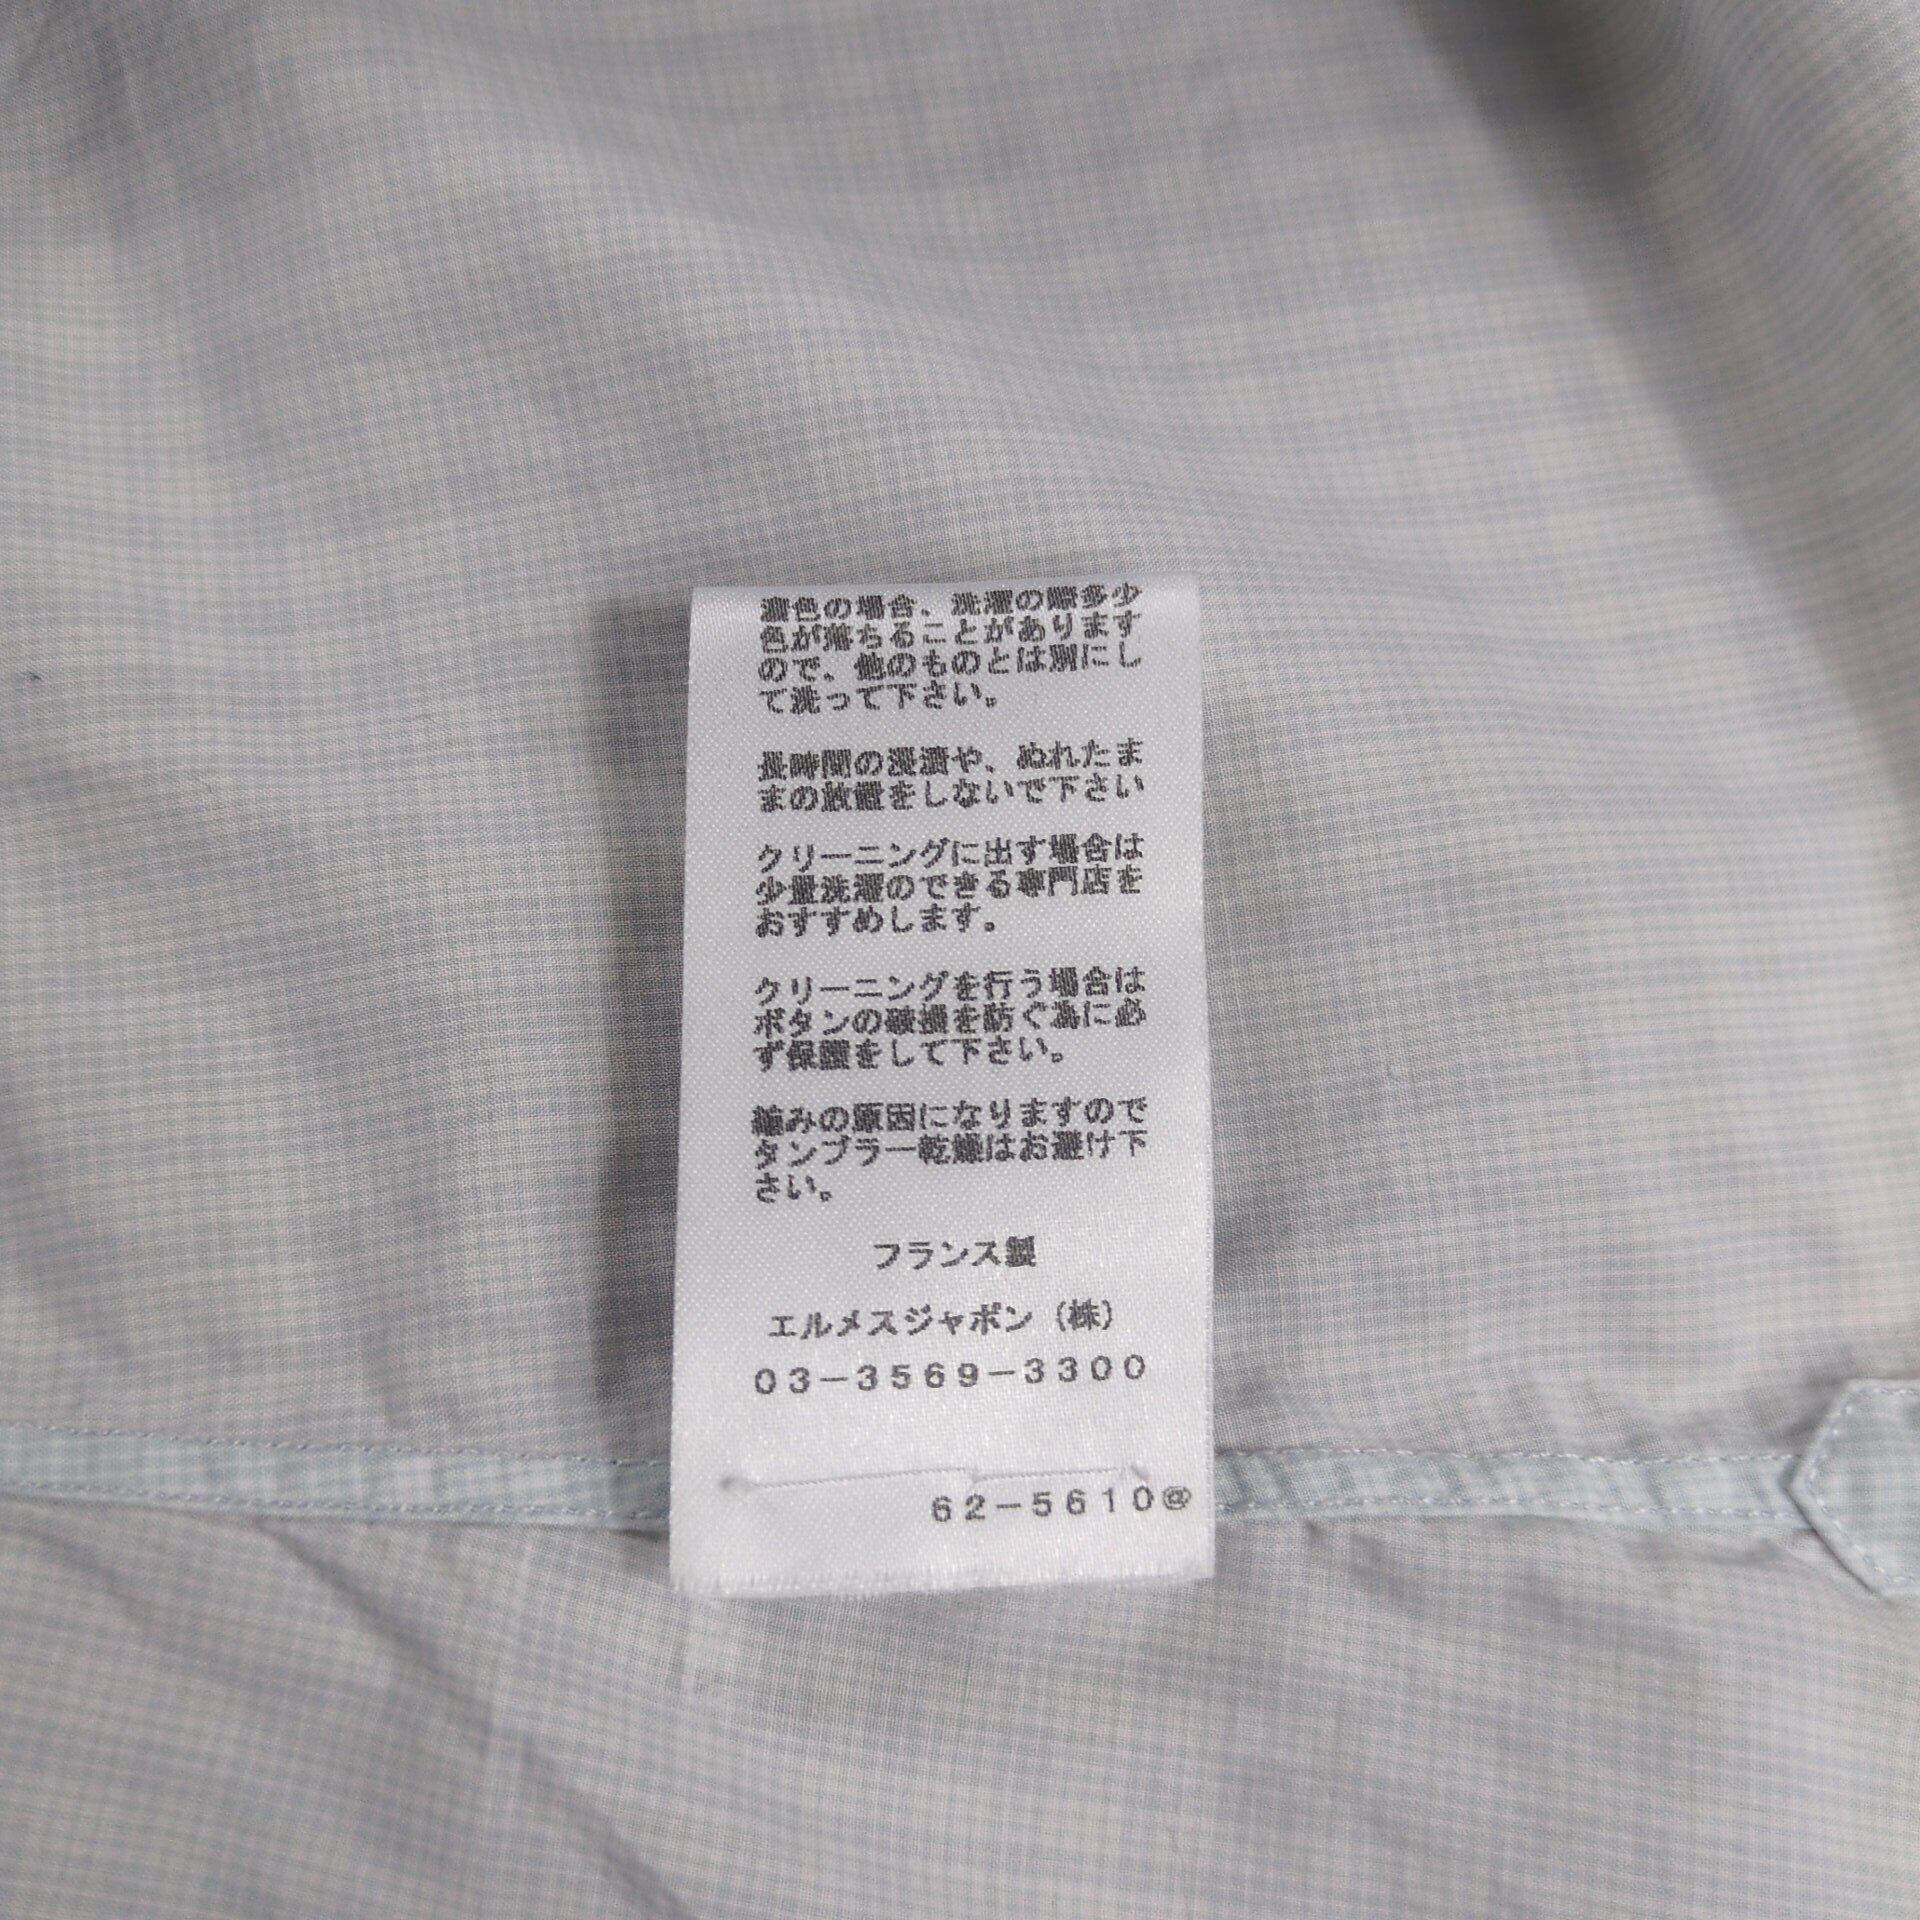 濃色の場合、洗濯の際多少
色が落ちることがあります
ので、他のものとは別にし
て洗って下さい。
長時間の浸漬や、ぬれたま
まの放置をしないで下さい
クリーニングに出す場合は
少量洗濯のできる専門店を
おすすめします。
クリーニングを行う場合は
ボタンの破損を防ぐ為に必
ず保護をして下さい。
縮みの原因になりますので
タンブラー乾燥はお避け下
さい。
フランス製
エルメスジャポン（株）
03－3569－3300
62－5610@